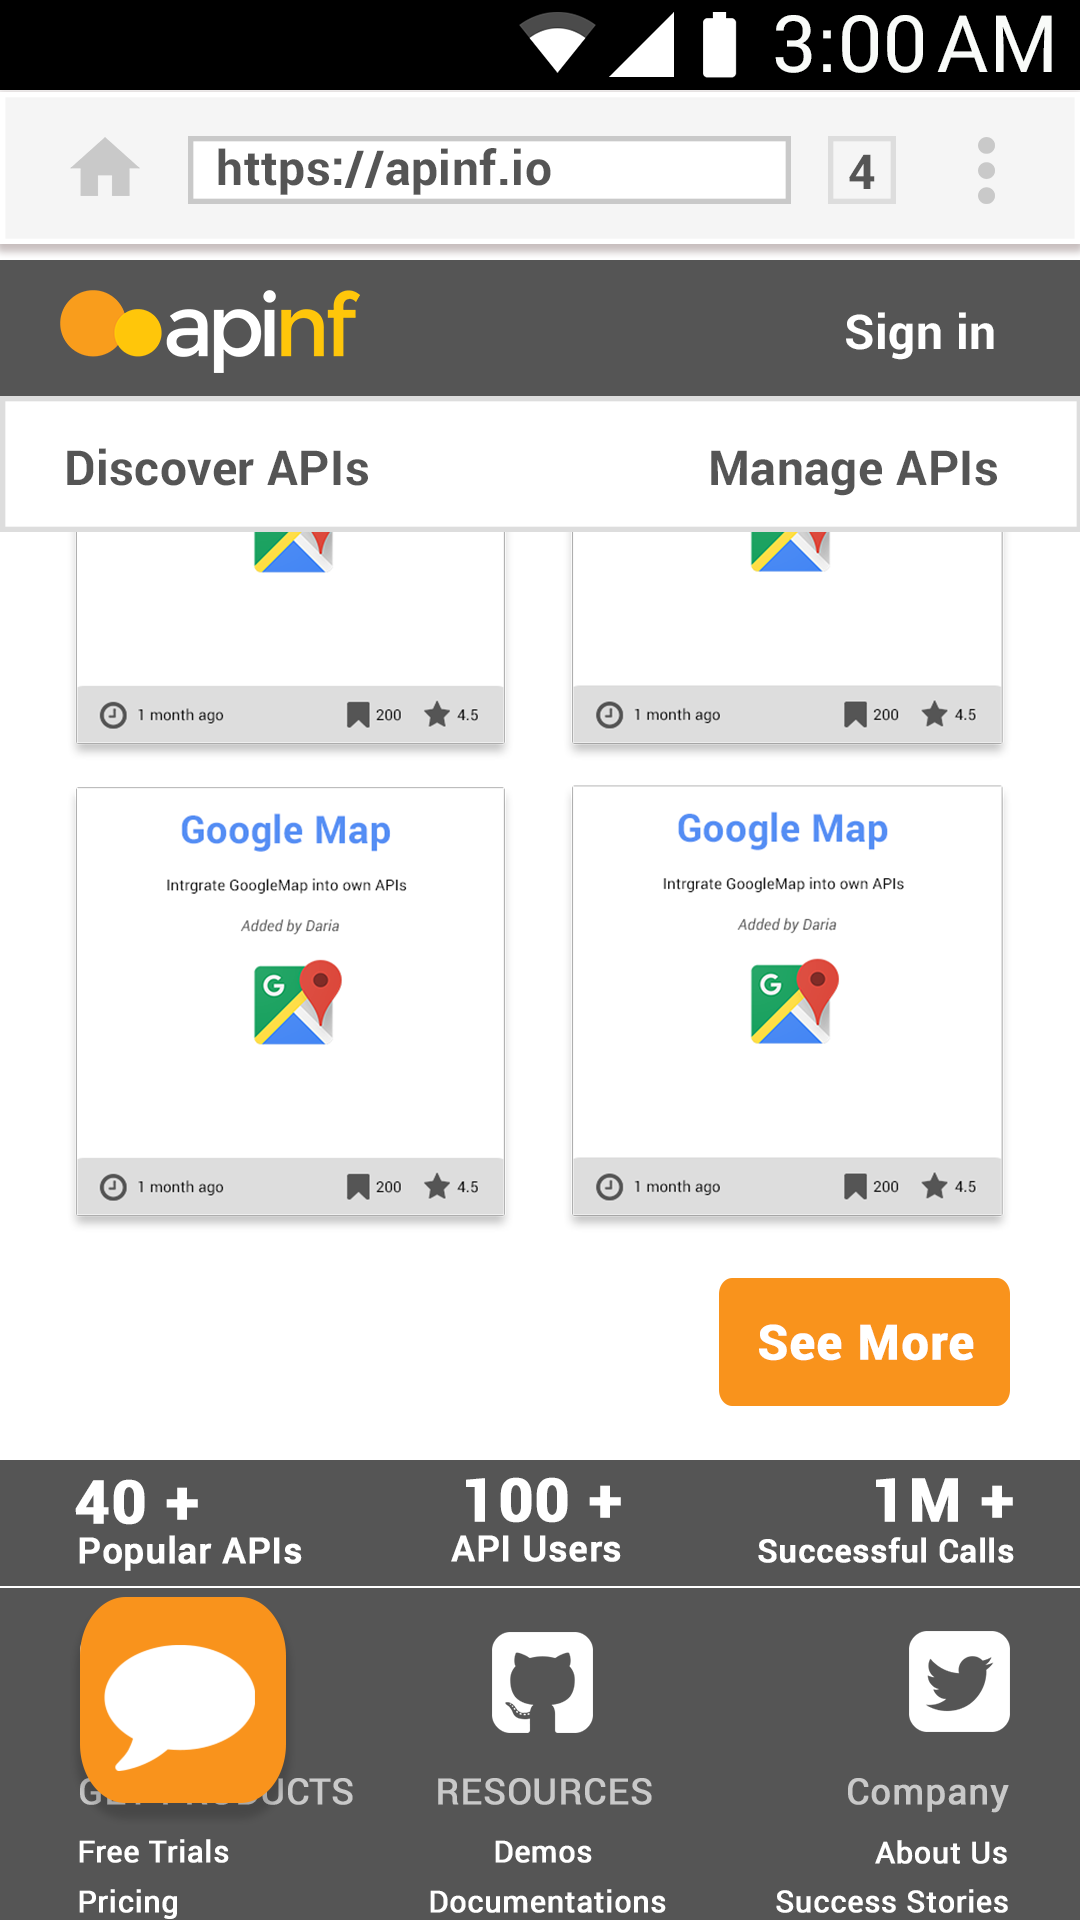 3:00 AM
https://apinf.io
4
apinf
Sign in
Discover APIs
Manage APIs
1 month ago 200 4.5
1 month ago 200 4.5
Google Map
Intrgrate GoogleMap into own APIs
Added by Daria
G
1 month ago 200 4.5
Google Map
Intrgrate GoogleMap into own APIs
Added by Daria
G
1 month ago 200 4.5
See More
40 +
Popular APIs
100 +
API Users
1M +
Successful Calls
RESOURCES
Company
Free Trials
Demos
About Us
Pricing
Documentations
Success Stories